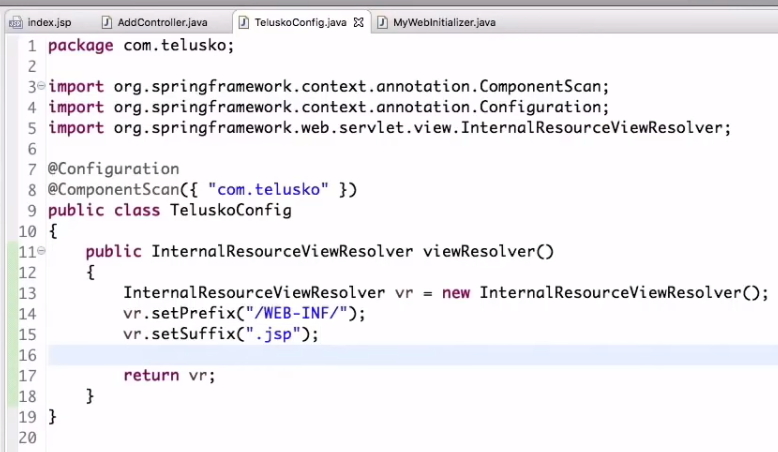 index.jsp AddController.java TeluskoConfig.java MyWebInitializer.java
1 package com.telusko;
2
3 import org.springframework.context.annotation.ComponentScan;
4 import org.springframework.context.annotation.Configuration;
5 import org.springframework.web.servlet.view.InternalResourceViewResolver;
6
7 @Configuration
8 @ComponentScan({ "com.telusko" })
9 public class TeluskoConfig
10 {
11 public InternalResourceViewResolver viewResolver()
12 {
13 InternalResourceViewResolver vr = new InternalResourceViewResolver();
14 vr.setPrefix("/WEB-INF/");
15 vr.setSuffix(".jsp");
16
17 return vr;
18 }
19 }
20